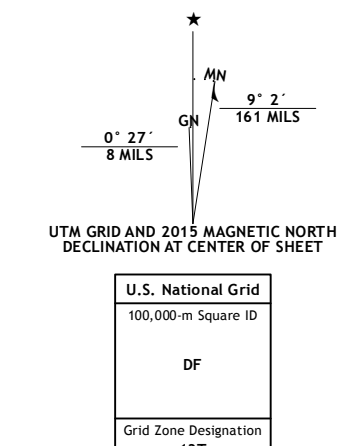 ★
MN
GN
9° 2´
161 MILS
0° 27´
8 MILS
UTM GRID AND 2015 MAGNETIC NORTH
DECLINATION AT CENTER OF SHEET
U.S. National Grid
100,000-m Square ID
DF
Grid Zone Designation